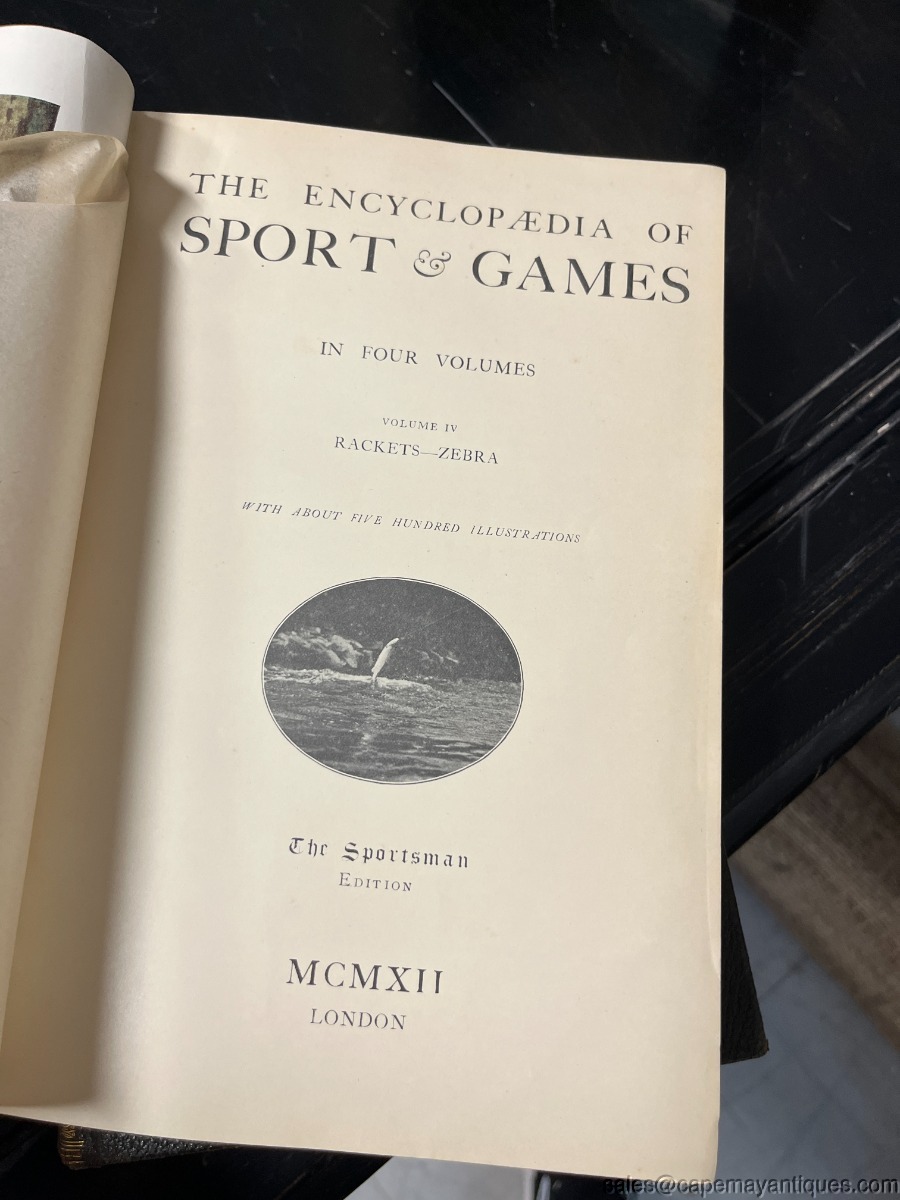 THE ENCYCLOPÆDIA OF
SPORT & GAMES
IN FOUR VOLUMES
VOLUME IV
RACKETS—ZEBRA
WITH ABOUT FIVE HUNDRED ILLUSTRATIONS
The Sportsman
EDITION
MCMXII
LONDON
sales@capemayantiques.com